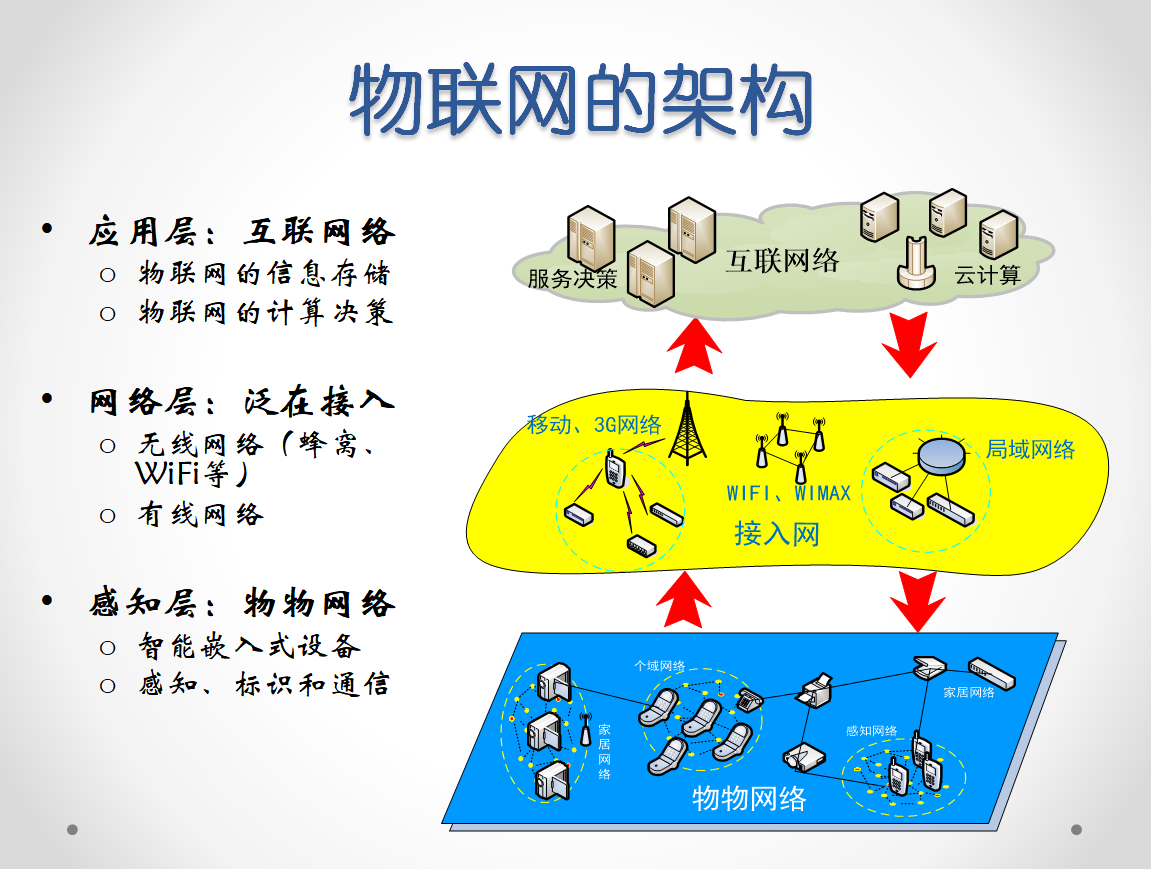 物联网的架构
• 应用层：互联网络
o 物联网的信息存储
o 物联网的计算决策
• 网络层：泛在接入
o 无线网络（蜂窝、
WiFi等）
o 有线网络
• 感知层：物物网络
o 智能嵌入式设备
o 感知、标识和通信
服务决策
互联网络
云计算
移动、3G网络
WIFI、WIMAX
局域网络
接入网
个域网络
家居网络
家居网络
感知网络
物物网络